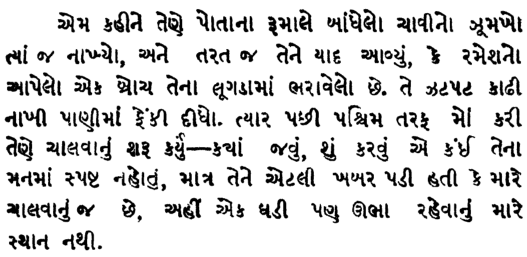 એમ કહીને તેણે પોતાના રૂમાલે બાંધેલો ચાવીનો ઝૂમખો
ત્યાં જ નાખ્યો, અને તરત જ તેને યાદ આવ્યું, કે રમેશનો
આપેલો એક બ્રોચ તેના લૂગડામાં ભરાવેલો છે. તે ઝટપટ કાઢી
નાખી પાણીમાં ફેંકી દીધો. ત્યાર પછી પશ્ચિમ તરફ મોં કરી
તેણે ચાલવાનું શરૂ કર્યું—ક્યાં જવું, શું કરવું એ કંઈ તેના
મનમાં સ્પષ્ટ નહોતું, માત્ર તેને એટલી ખબર પડી હતી કે મારે
ચાલવાનું જ છે, અહીં એક ઘડી પણ ઊભા રહેવાનું મારે
સ્થાન નથી.